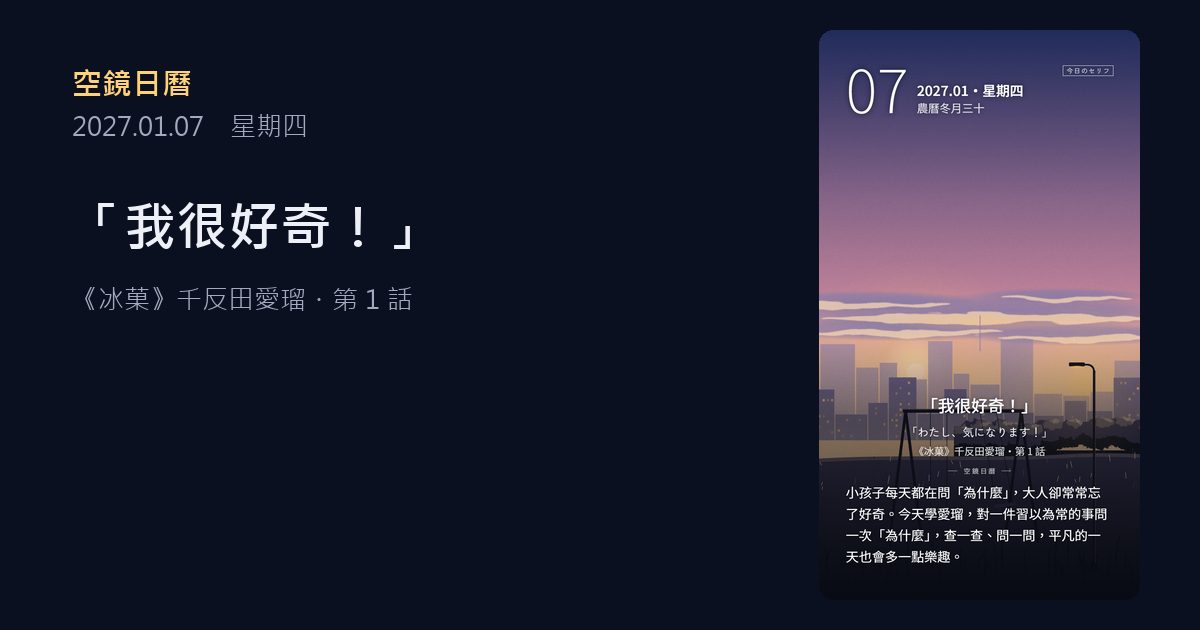 空鏡日曆
2027.01.07 星期四
「我很好奇！」
《冰菓》千反田愛瑠・第 1 話
07
2027.01・星期四
農曆冬月三十
今日のセリフ
「我很好奇！」
「わたし、気になります！」
《冰菓》千反田愛瑠・第 1 話
空鏡日曆
小孩子每天都在問「為什麼」，大人卻常常忘
了好奇。今天學愛瑠，對一件習以為常的事問
一次「為什麼」，查一查、問一問，平凡的一
天也會多一點樂趣。